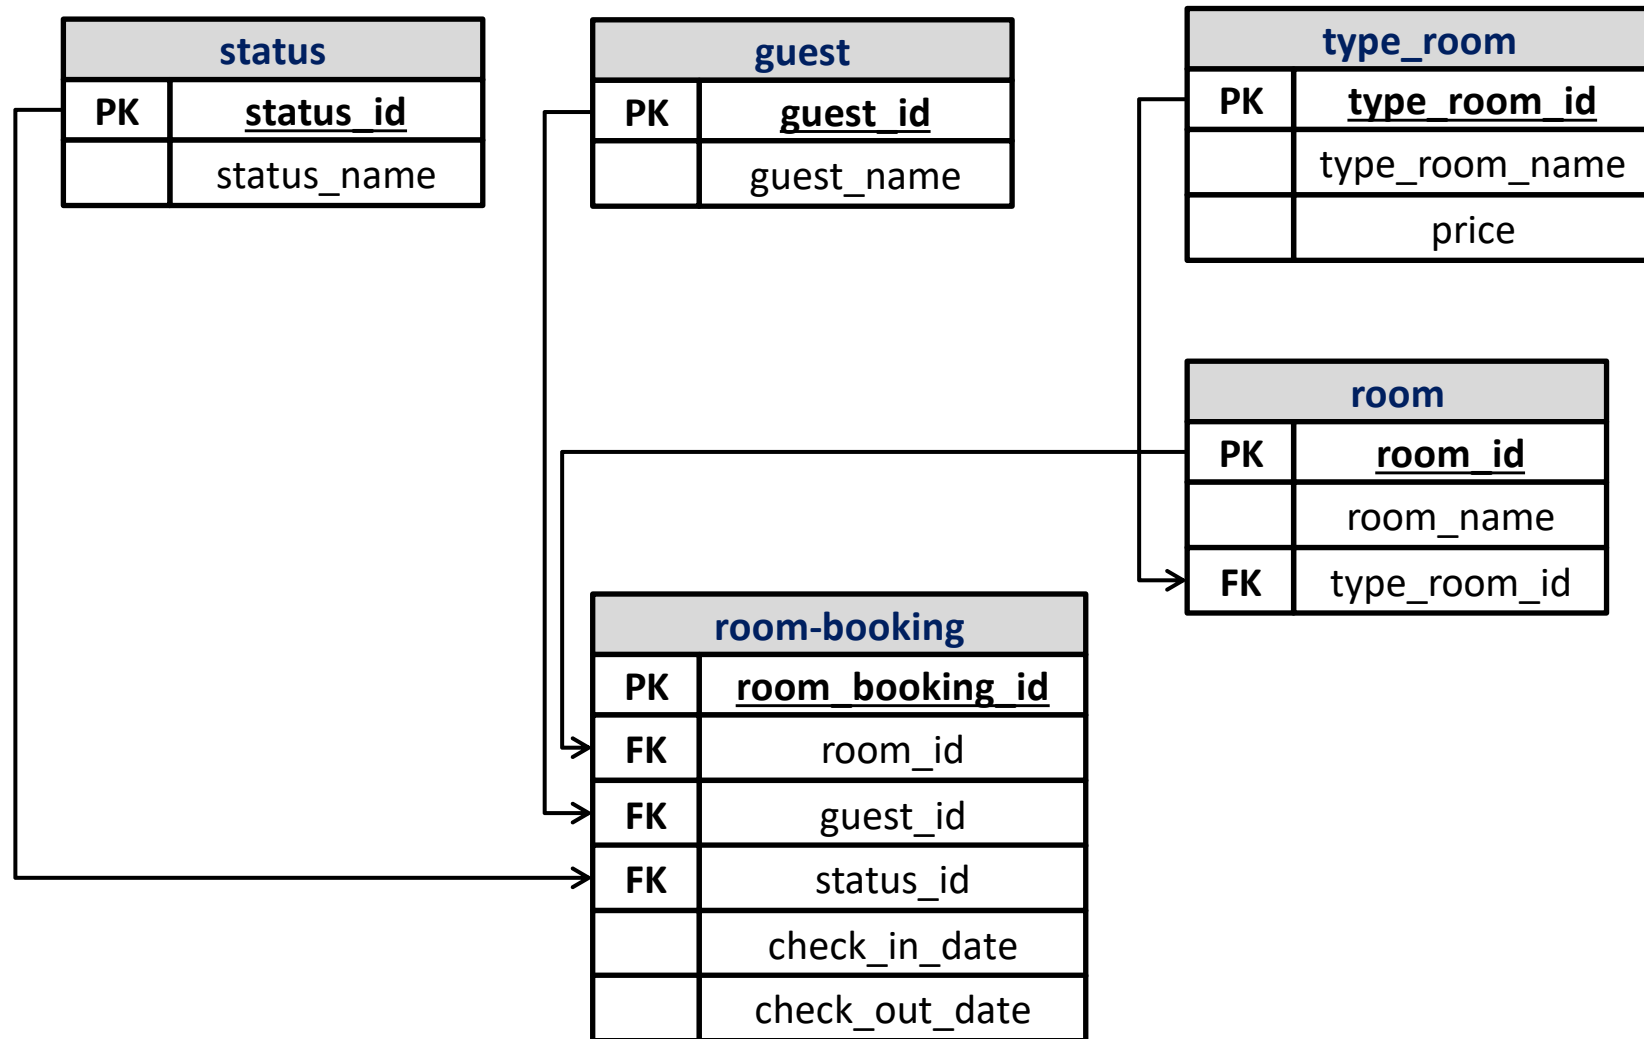 status
PK status_id
status_name
guest
PK guest_id
guest_name
type_room
PK type_room_id
type_room_name
price
room
PK room_id
room_name
FK type_room_id
room-booking
PK room_booking_id
FK room_id
FK guest_id
FK status_id
check_in_date
check_out_date